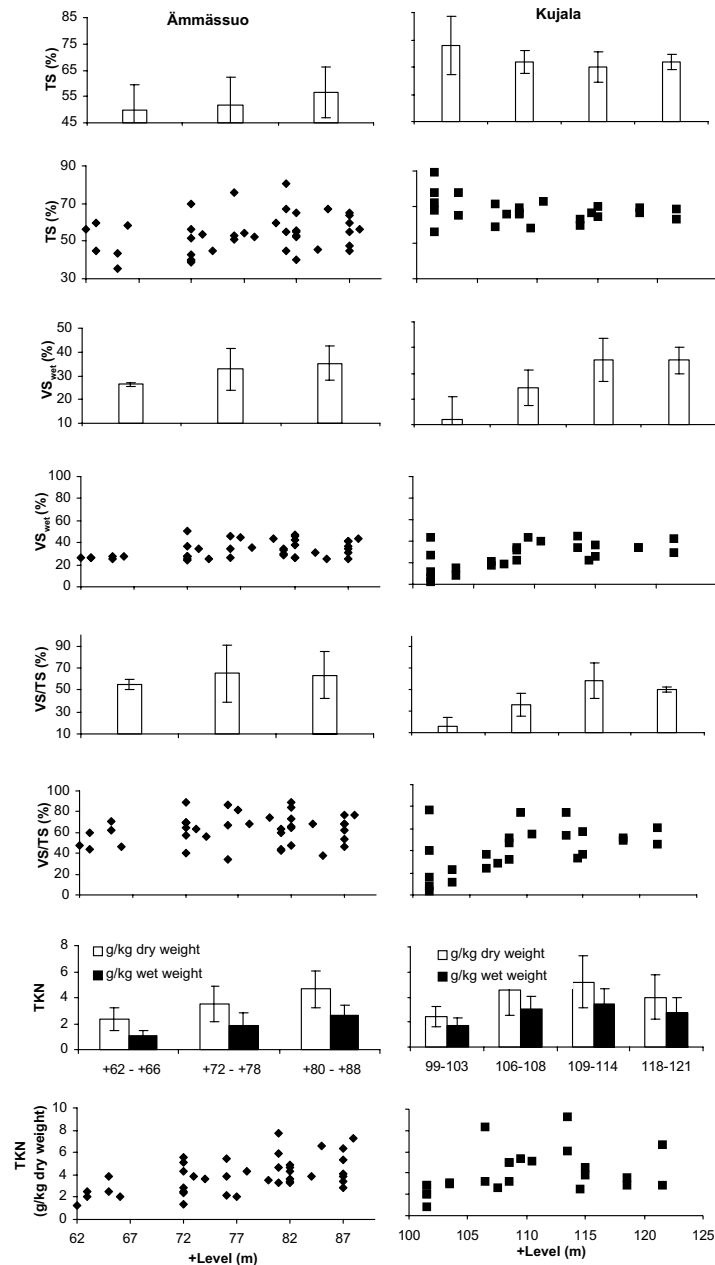 Ämmässuo
Kujala
TS (%)
85
75
65
55
45
TS (%)
90
70
50
30
VS wet (%)
50
40
30
20
10
VS wet (%)
100
80
60
40
20
0
VS/TS (%)
90
70
50
30
10
VS/TS (%)
100
80
60
40
20
0
TKN
8
6
4
2
0
g/kg dry weight
g/kg wet weight
+62 - +66
+72 - +78
+80 - +88
g/kg dry weight
g/kg wet weight
99-103
106-108
109-114
118-121
TKN
(g/kg dry weight)
10
8
6
4
2
0
62
67
72
77
82
87
+Level (m)
100
105
110
115
120
125
+Level (m)